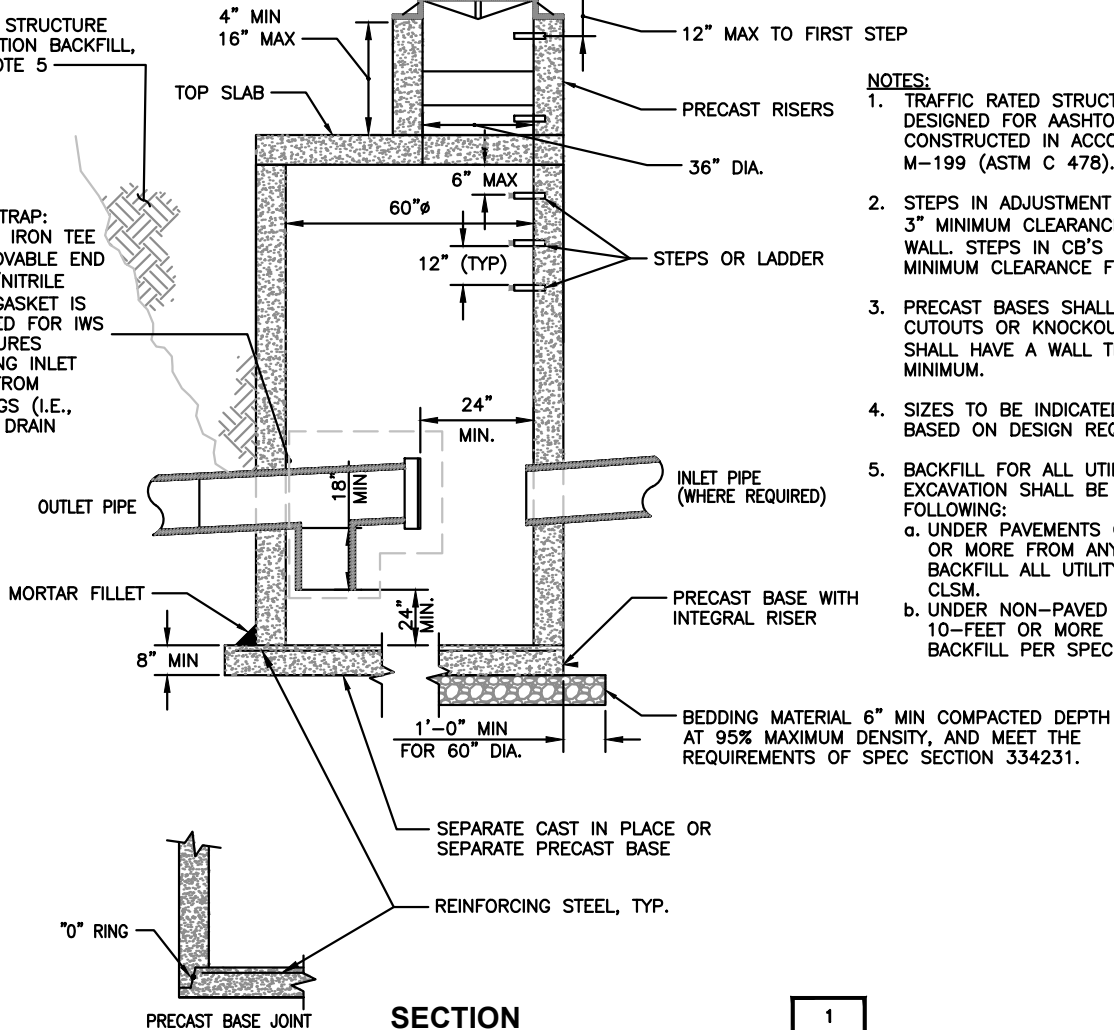 STRUCTURE
TION BACKFILL,
OTE 5
4” MIN
16” MAX
12” MAX TO FIRST STEP
TOP SLAB
PRECAST RISERS
36” DIA.
6” MAX
60”ø
12” (TYP)
STEPS OR LADDER
TRAP:
IRON TEE
OVABLE END
/NITRILE
GASKET IS
ED FOR IWS
URES
NG INLET
FROM
GS (I.E.,
DRAIN
24”
MIN.
18”
MIN
OUTLET PIPE
INLET PIPE
(WHERE REQUIRED)
MORTAR FILLET
24”
MIN.
PRECAST BASE WITH
INTEGRAL RISER
8” MIN
1’–0” MIN
FOR 60” DIA.
BEDDING MATERIAL 6” MIN COMPACTED DEPTH
AT 95% MAXIMUM DENSITY, AND MEET THE
REQUIREMENTS OF SPEC SECTION 334231.
SEPARATE CAST IN PLACE OR
SEPARATE PRECAST BASE
REINFORCING STEEL, TYP.
"O" RING
PRECAST BASE JOINT
SECTION
1
NOTES:
1. TRAFFIC RATED STRUCT
DESIGNED FOR AASHTO
CONSTRUCTED IN ACCO
M–199 (ASTM C 478).
2. STEPS IN ADJUSTMENT
3” MINIMUM CLEARANC
WALL. STEPS IN CB'S
MINIMUM CLEARANCE F
3. PRECAST BASES SHALL
CUTOUTS OR KNOCKOU
SHALL HAVE A WALL T
MINIMUM.
4. SIZES TO BE INDICATED
BASED ON DESIGN REQ
5. BACKFILL FOR ALL UTI
EXCAVATION SHALL BE
FOLLOWING:
a. UNDER PAVEMENTS
OR MORE FROM ANY
BACKFILL ALL UTILITY
CLSM.
b. UNDER NON–PAVED
10–FEET OR MORE
BACKFILL PER SPEC